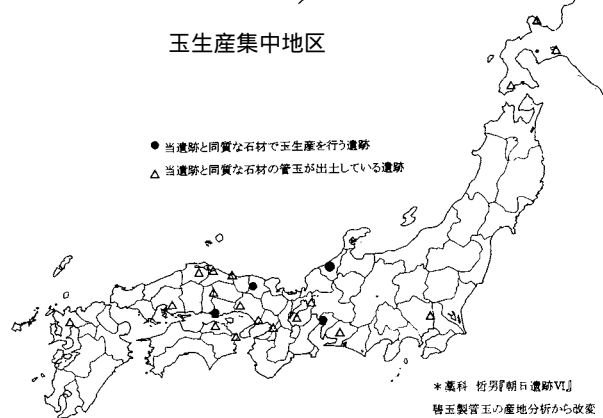 玉生産集中地区
● 当遺跡と同質な石材で玉生産を行う遺跡
△ 当遺跡と同質な石材の管玉が出土している遺跡
*藁科 哲男『朝日遺跡Ⅵ』
碧玉製管玉の産地分析から改変